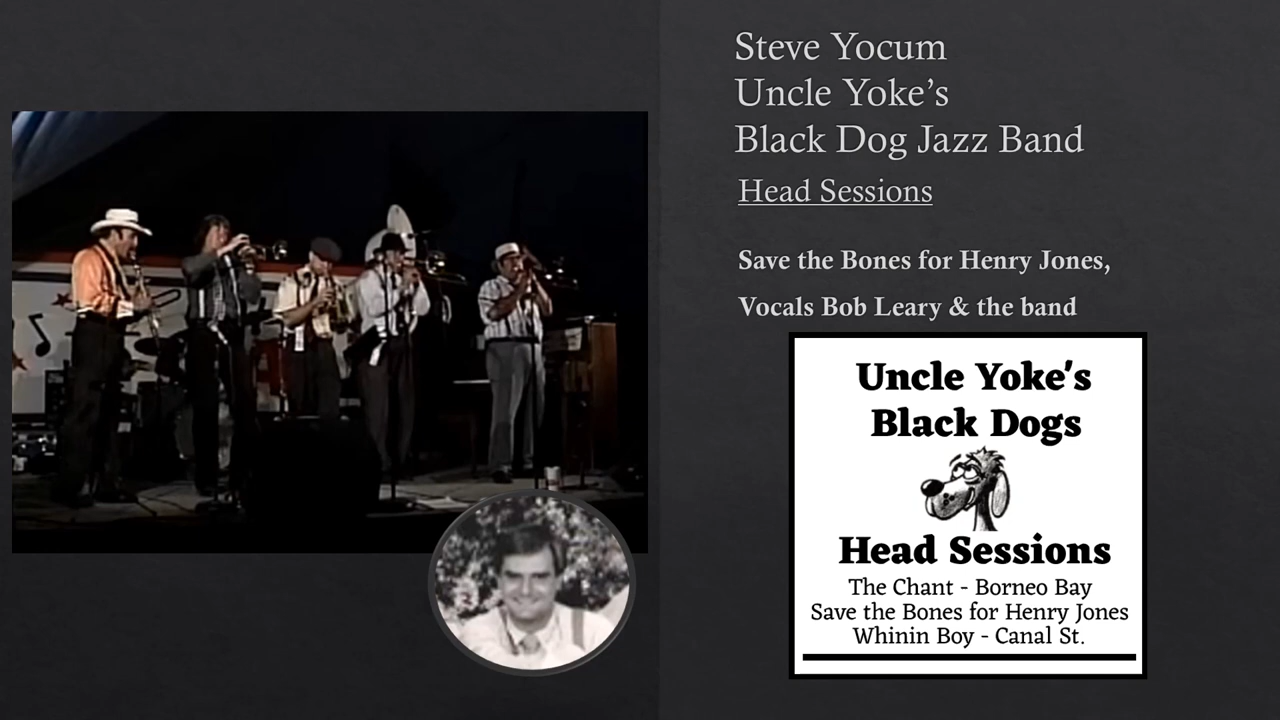 Steve Yocum
Uncle Yoke’s
Black Dog Jazz Band
Head Sessions
Save the Bones for Henry Jones,
Vocals Bob Leary & the band
Uncle Yoke's
Black Dogs
Head Sessions
The Chant - Borneo Bay
Save the Bones for Henry Jones
Whinin Boy - Canal St.